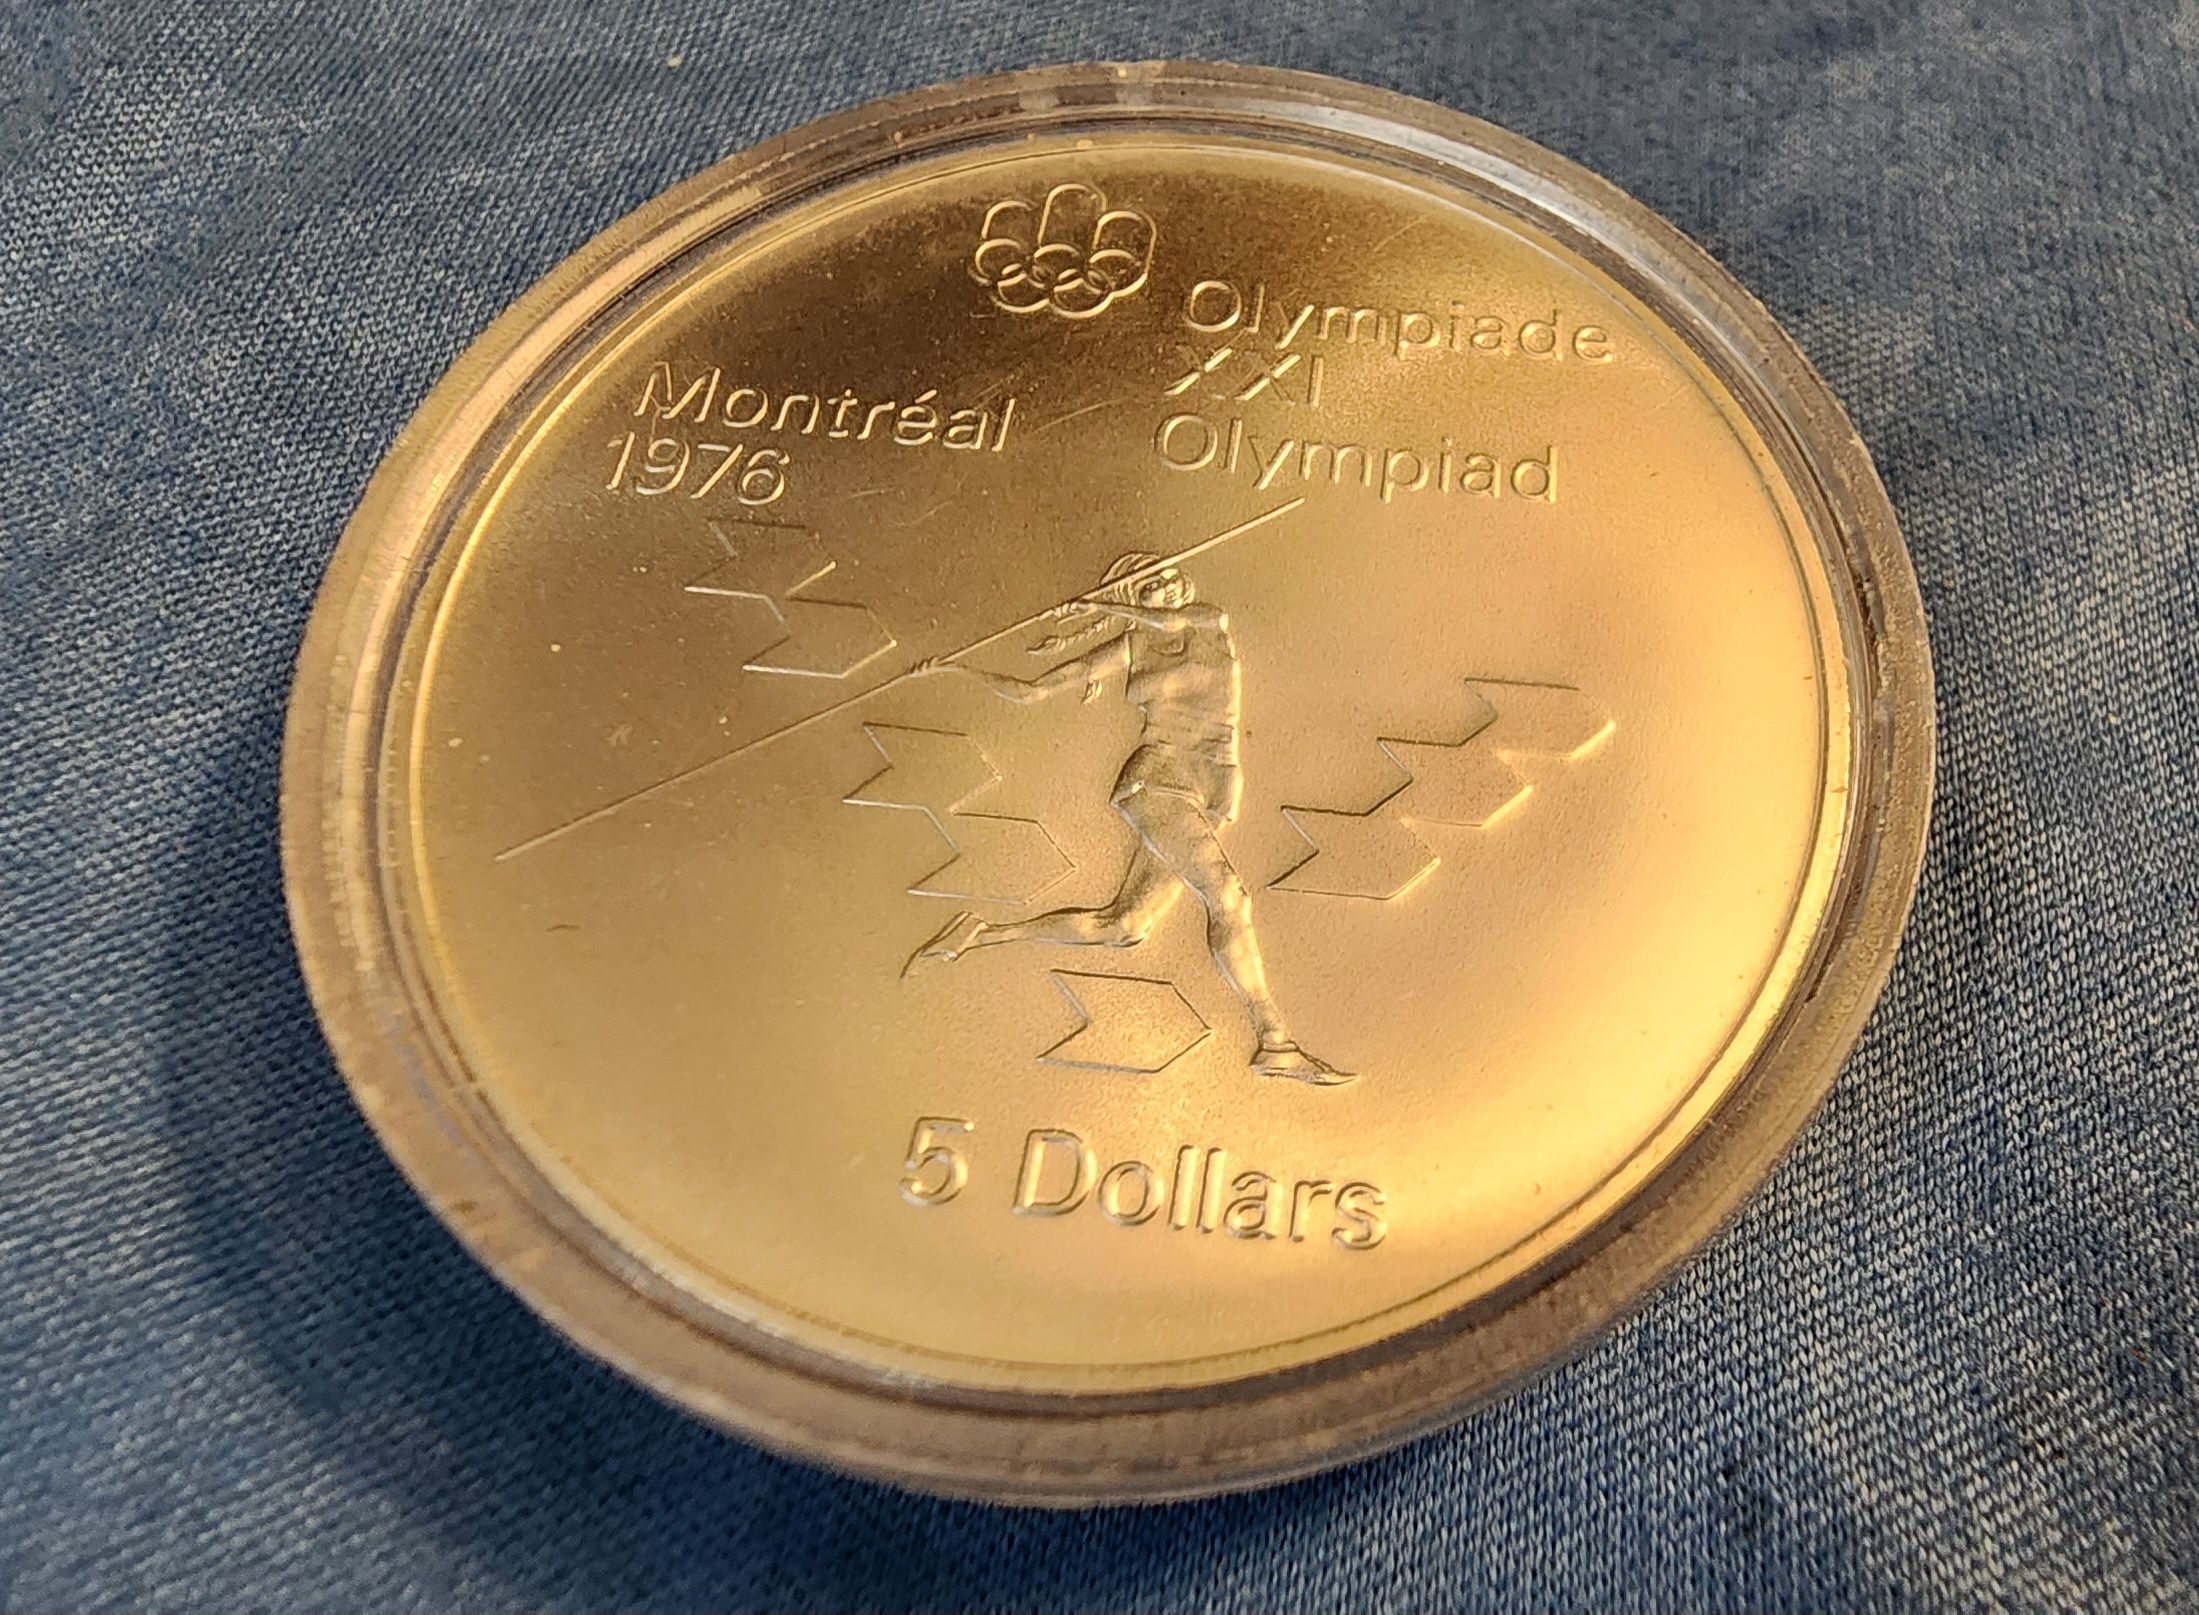 Olympiade
XXI
Olympiad
Montréal
1976
5 Dollars